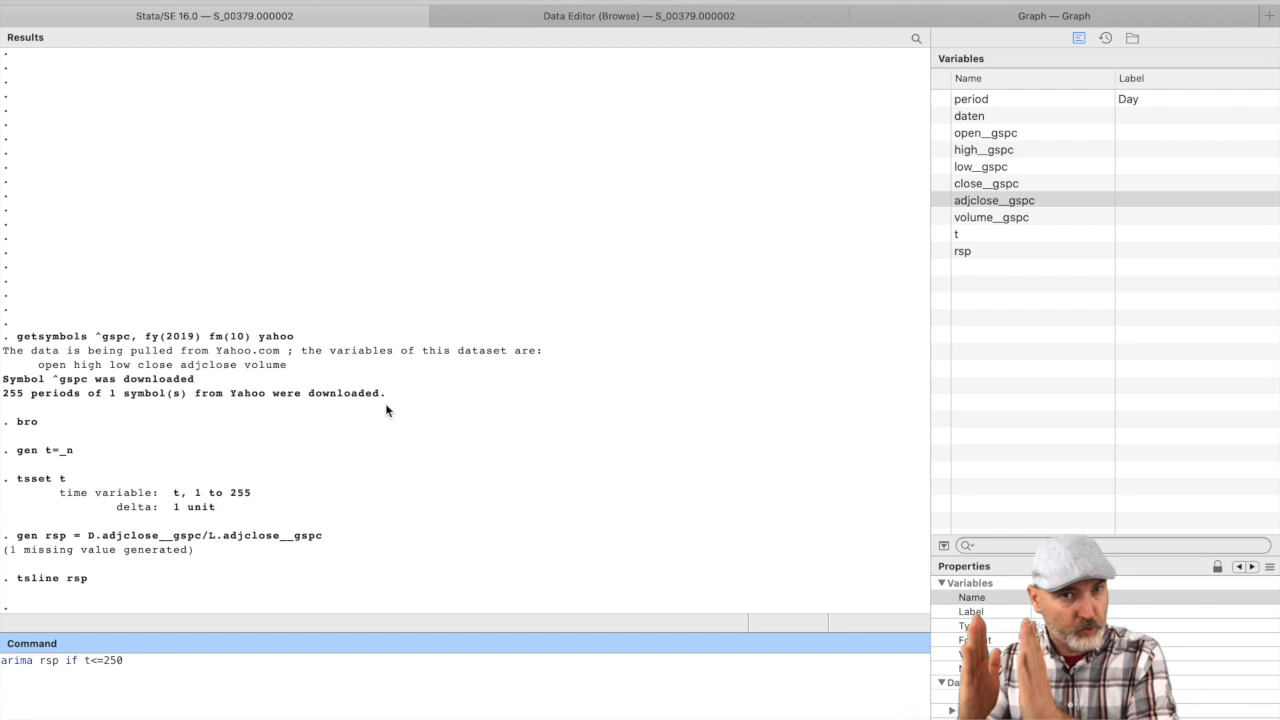 Stata/SE 16.0 — S_00379.000002
Data Editor (Browse) — S_00379.000002
Graph — Graph
Results
. getsymbols ^gspc, fy(2019) fm(10) yahoo
The data is being pulled from Yahoo.com ; the variables of this dataset are:
open high low close adjclose volume
Symbol ^gspc was downloaded
255 periods of 1 symbol(s) from Yahoo were downloaded.
. bro
. gen t=_n
. tsset t
time variable:  t, 1 to 255
delta:  1 unit
. gen rsp = D.adjclose__gspc/L.adjclose__gspc
(1 missing value generated)
. tsline rsp
.
Command
arima rsp if t<=250
Variables
Name Label
period Day
daten
open__gspc
high__gspc
low__gspc
close__gspc
adjclose__gspc
volume__gspc
t
rsp
Properties
Variables
Name
Label